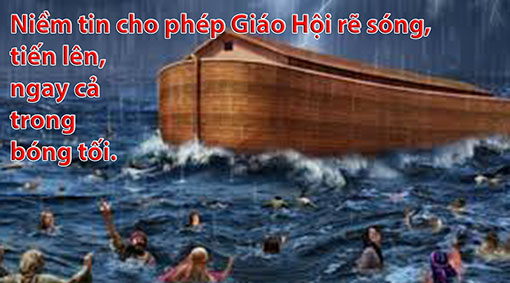 Niềm tin cho phép Giáo Hội rẽ sóng,
tiến lên,
ngay cả
trong
bóng tối.